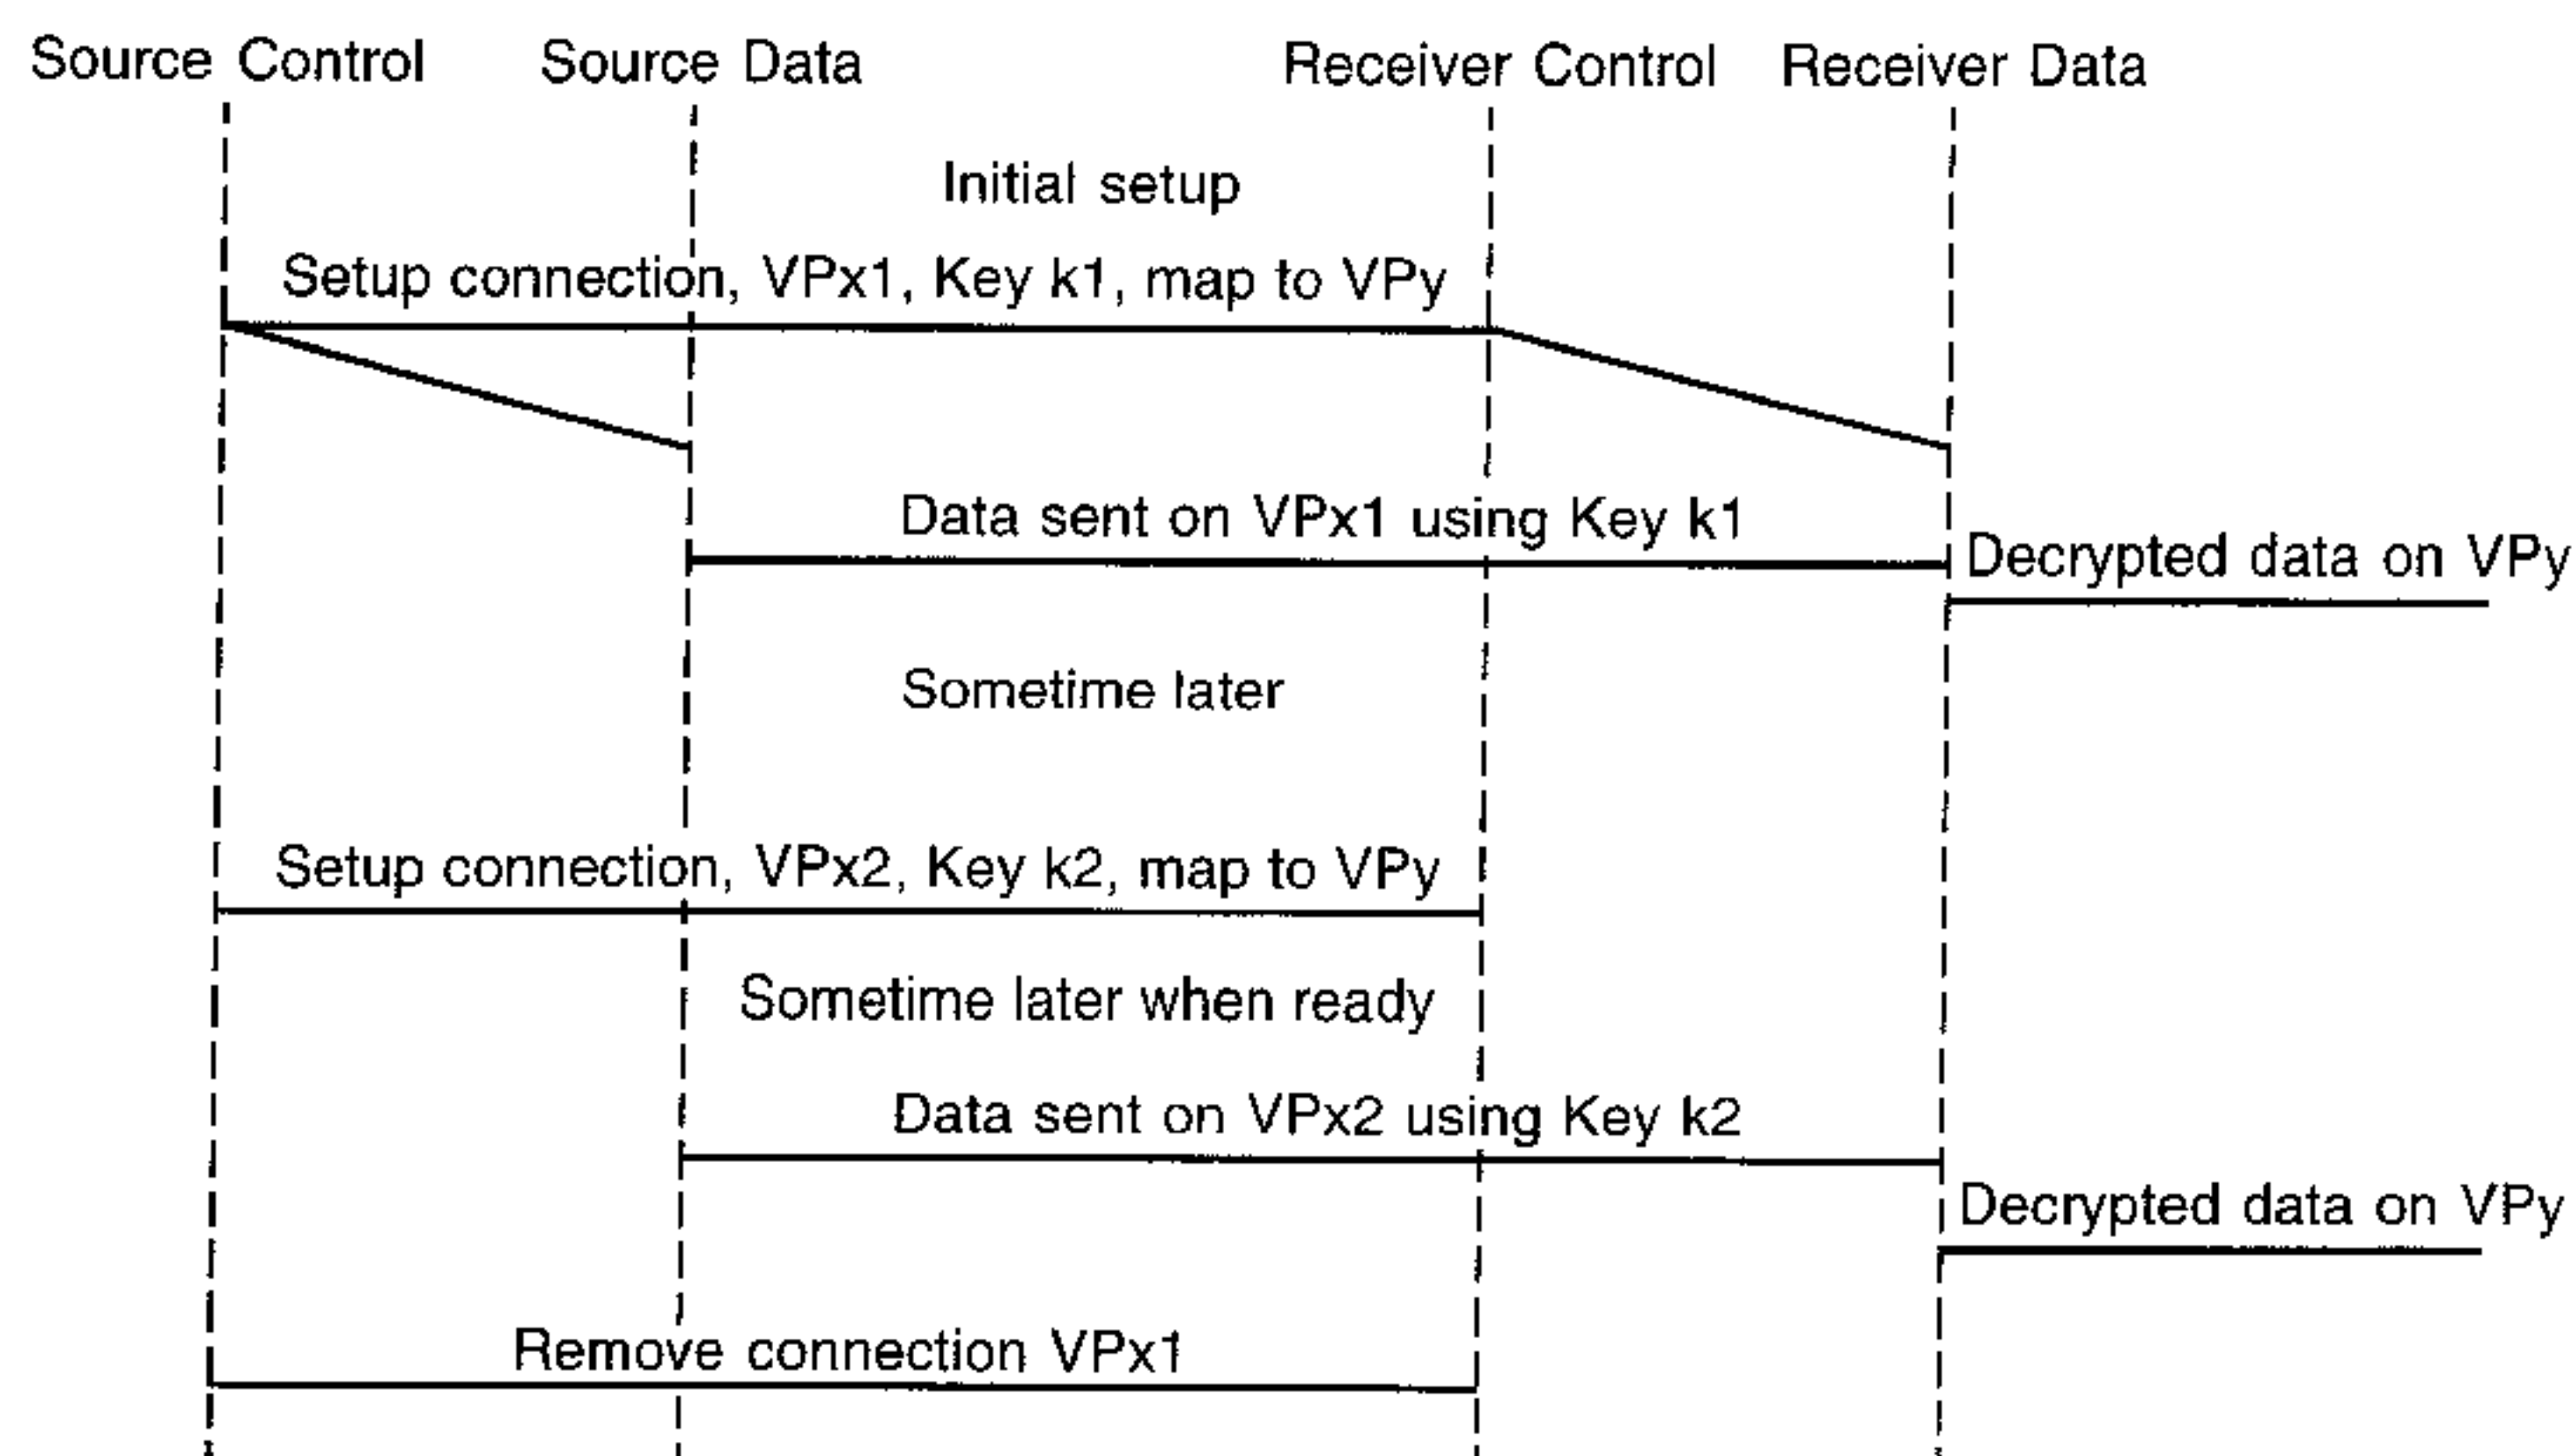 Source Control
Source Data
Receiver Control
Receiver Data
Initial setup
Setup connection, VPx1, Key k1, map to VPy
Data sent on VPx1 using Key k1
Decrypted data on VPy
Sometime later
Setup connection, VPx2, Key k2, map to VPy
Sometime later when ready
Data sent on VPx2 using Key k2
Decrypted data on VPy
Remove connection VPx1